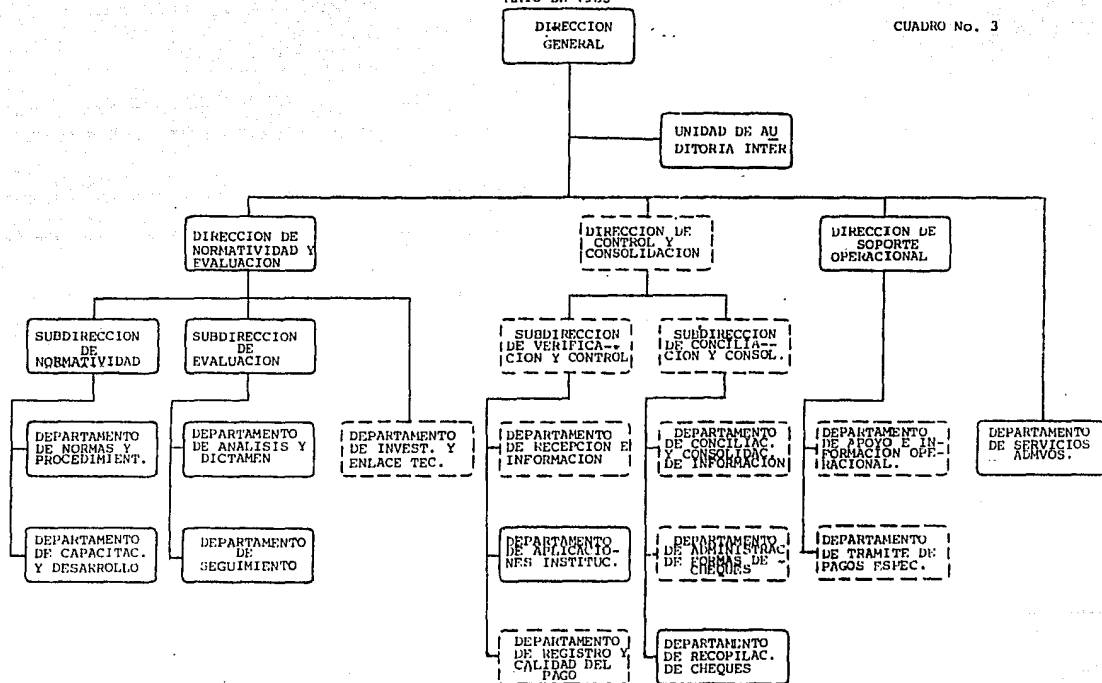 CUADRO No. 3
DIRECCION
GENERAL
UNIDAD DE AU
DITORIA INTER
DIRECCION DE
NORMATIVIDAD Y
EVALUACION
DIRECCION DE
CONTROL Y
CONSOLIDACION
DIRECCION DE
SOPORTE
OPERACIONAL
SUBDIRECCION
DE
NORMATIVIDAD
SUBDIRECCION
DE
EVALUACION
SUBDIRECCION
DE VERIFICA--
CION Y CONTROL
SUBDIRECCION
DE CONCILIA--
CION Y CONSOL.
DEPARTAMENTO
DE NORMAS Y
PROCEDIMIENT.
DEPARTAMENTO
DE ANALISIS Y
DICTAMEN
DEPARTAMENTO
DE INVEST. Y
ENLACE TEC.
DEPARTAMENTO
DE RECEPCION E
INFORMACION
DEPARTAMENTO
DE CONCILIAC.
Y CONSOLIDAC.
DE INFORMACION
DEPARTAMENTO
DE APOYO E IN-
FORMACION OPE-
RACIONAL.
DEPARTAMENTO
DE SERVICIOS
ADMVOS.
DEPARTAMENTO
DE CAPACITAC.
Y DESARROLLO
DEPARTAMENTO
DE
SEGUIMIENTO
DEPARTAMENTO
DE APLICACIO-
NES INSTITUC.
DEPARTAMENTO
DE ADMINISTRAC
DE FORMAS DE -
CHEQUES
DEPARTAMENTO
DE TRAMITE DE
PAGOS ESPEC.
DEPARTAMENTO
DE REGISTRO Y
CALIDAD DEL
PAGO
DEPARTAMENTO
DE RECOPILAC.
DE CHEQUES